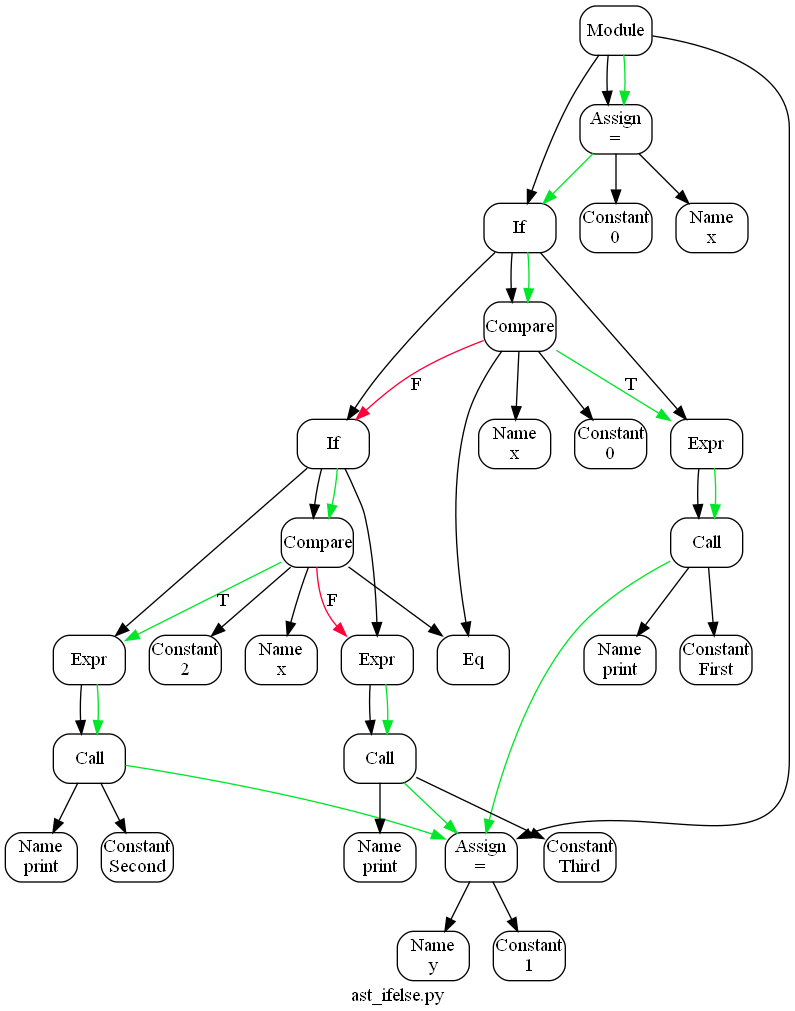 Module
Assign
=
If
Constant
0
Name
x
Compare
F
T
If
Name
x
Constant
0
Expr
Compare
Call
T
F
Expr
Constant
2
Name
x
Expr
Eq
Name
print
Constant
First
Call
Call
Name
print
Constant
Second
Name
print
Assign
=
Constant
Third
Name
y
Constant
1
ast_ifelse.py